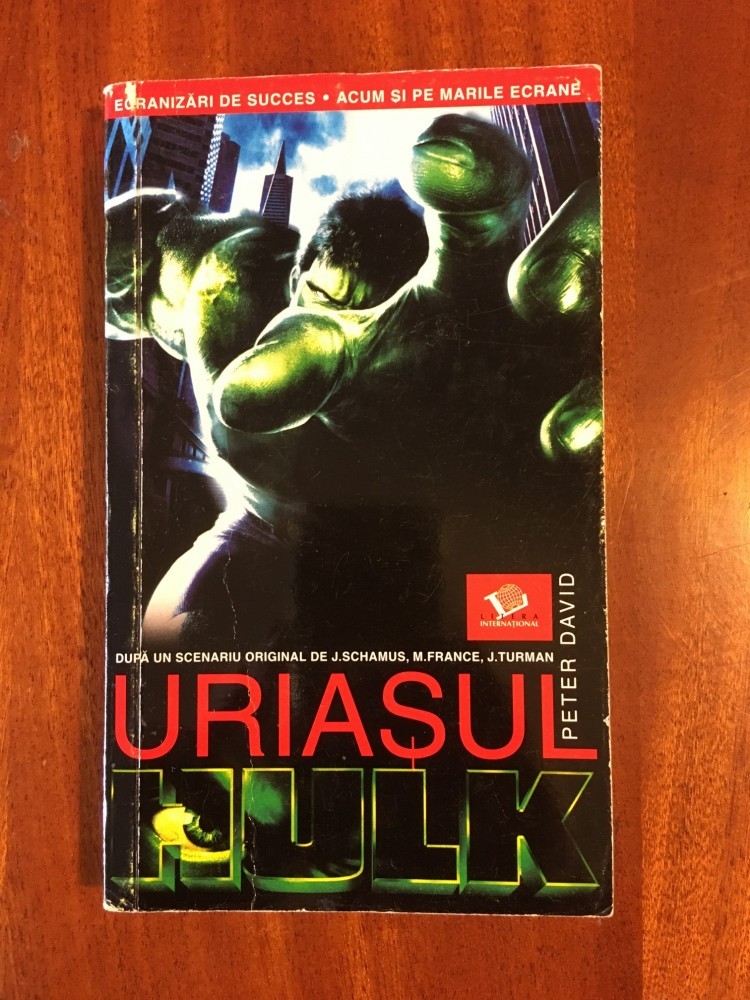 ECRANIZĂRI DE SUCCES • ACUM ȘI PE MARILE ECRANE
LITERA
INTERNAȚIONAL
PETER DAVID
DUPĂ UN SCENARIU ORIGINAL DE J.SCHAMUS, M.FRANCE, J.TURMAN
URIAȘUL
HULK